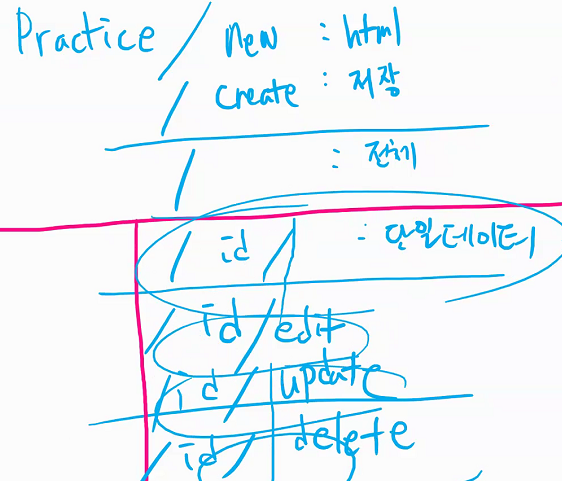 Practice / new : html
/ create : 저장
/ : 전체
/ id / : 단일데이터
/ id / edit
/ id / update
/ id / delete